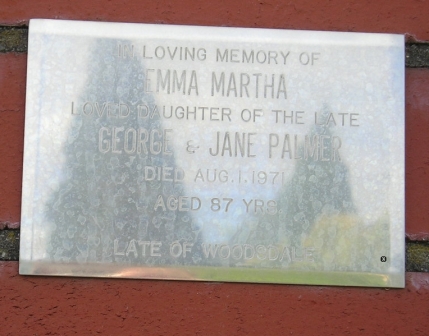 IN LOVING MEMORY OF
EMMA MARTHA
LOVED DAUGHTER OF THE LATE
GEORGE & JANE PALMER
DIED AUG.1.1971
AGED 87 YRS
LATE OF WOODSDALE